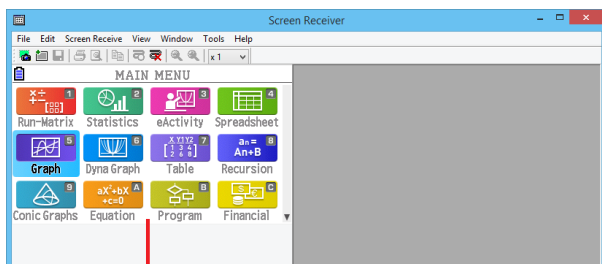 Screen Receiver
File Edit Screen Receive View Window Tools Help
x 1
MAIN MENU
1 2 3 4
Run-Matrix Statistics eActivity Spreadsheet
5 6 X Y1 Y2 7 an= 8
1 3 4
2 6 8 An+B
Graph Dyna Graph Table Recursion
9 aX²+bX A B $ C
+c=0
Conic Graphs Equation Program Financial